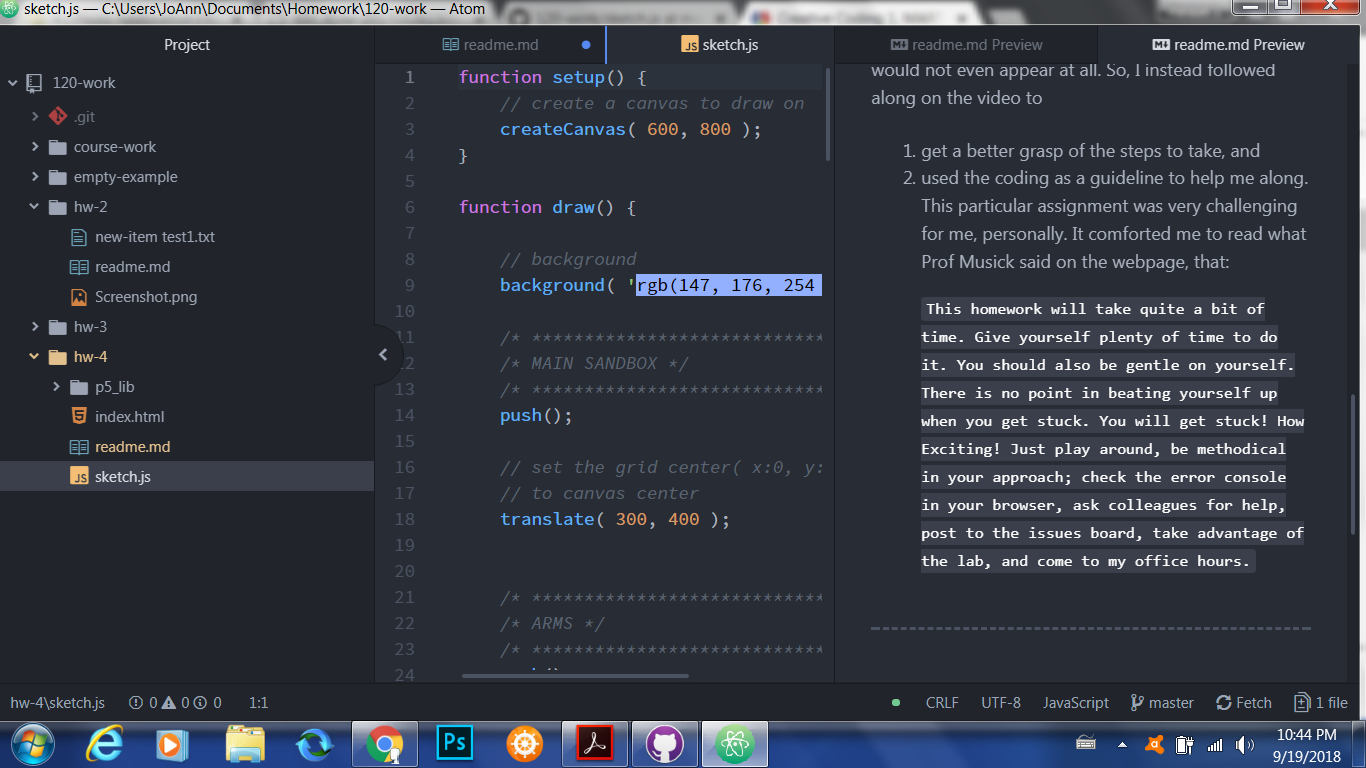 sketch.js — C:\Users\JoAnn\Documents\Homework\120-work — Atom
Project
readme.md
sketch.js
readme.md Preview
readme.md Preview
120-work
.git
course-work
empty-example
hw-2
new-item test1.txt
readme.md
Screenshot.png
hw-3
hw-4
p5_lib
index.html
readme.md
sketch.js
1 function setup() {
2 // create a canvas to draw on
3 createCanvas( 600, 800 );
4 }
5
6 function draw() {
7
8 // background
9 background( 'rgb(147, 176, 254
10
11 /* ****************************
12 /* MAIN SANDBOX */
13 /* ****************************
14 push();
15
16 // set the grid center( x:0, y:
17 // to canvas center
18 translate( 300, 400 );
19
20
21 /* ****************************
22 /* ARMS */
23 /* ****************************
24
would not even appear at all. So, I instead followed
along on the video to
1. get a better grasp of the steps to take, and
2. used the coding as a guideline to help me along.
This particular assignment was very challenging
for me, personally. It comforted me to read what
Prof Musick said on the webpage, that:
This homework will take quite a bit of
time. Give yourself plenty of time to do
it. You should also be gentle on yourself.
There is no point in beating yourself up
when you get stuck. You will get stuck! How
Exciting! Just play around, be methodical
in your approach; check the error console
in your browser, ask colleagues for help,
post to the issues board, take advantage of
the lab, and come to my office hours.
hw-4\sketch.js 0 0 0 1:1
CRLF UTF-8 JavaScript master Fetch 1 file
Ps
10:44 PM
9/19/2018